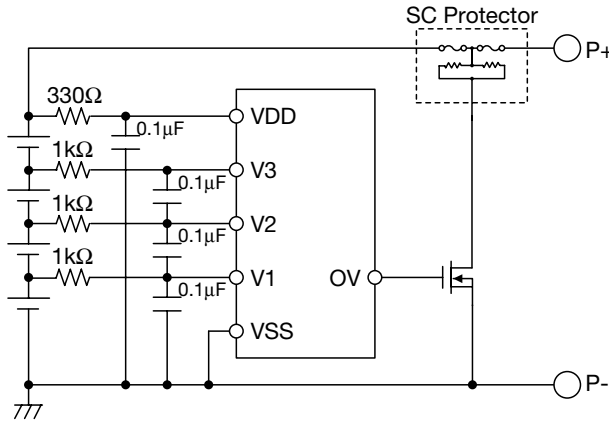 SC Protector
P+
330Ω
VDD
0.1µF
1kΩ
V3
0.1µF
1kΩ
V2
0.1µF
1kΩ
V1
OV
0.1µF
VSS
P-